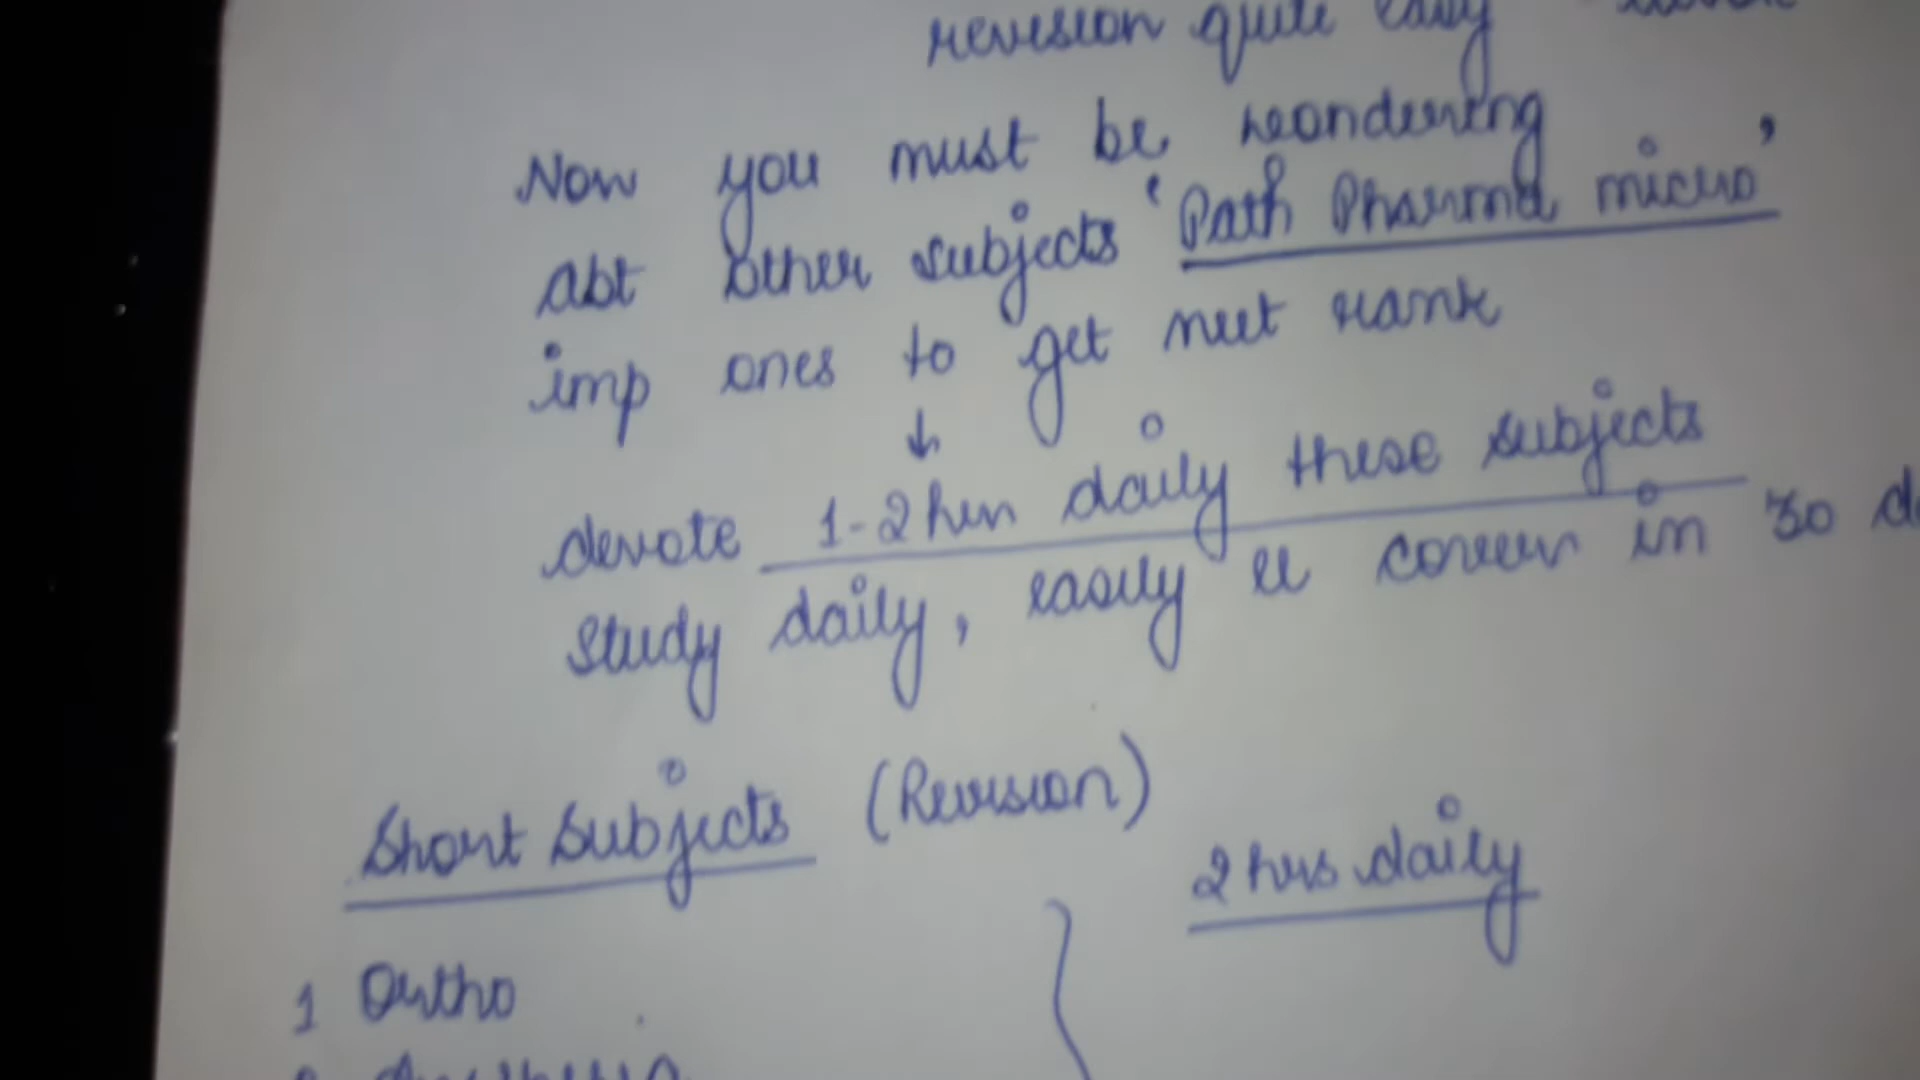 revision quite easy
Now you must be wondering
abt other subjects 'Path Pharma micro'
imp ones to get neet rank
↓
devote 1-2 hrs daily these subjects
study daily, easily ll cover in 30 d
Short Subjects (Revision)
2 hrs daily
1 Ortho